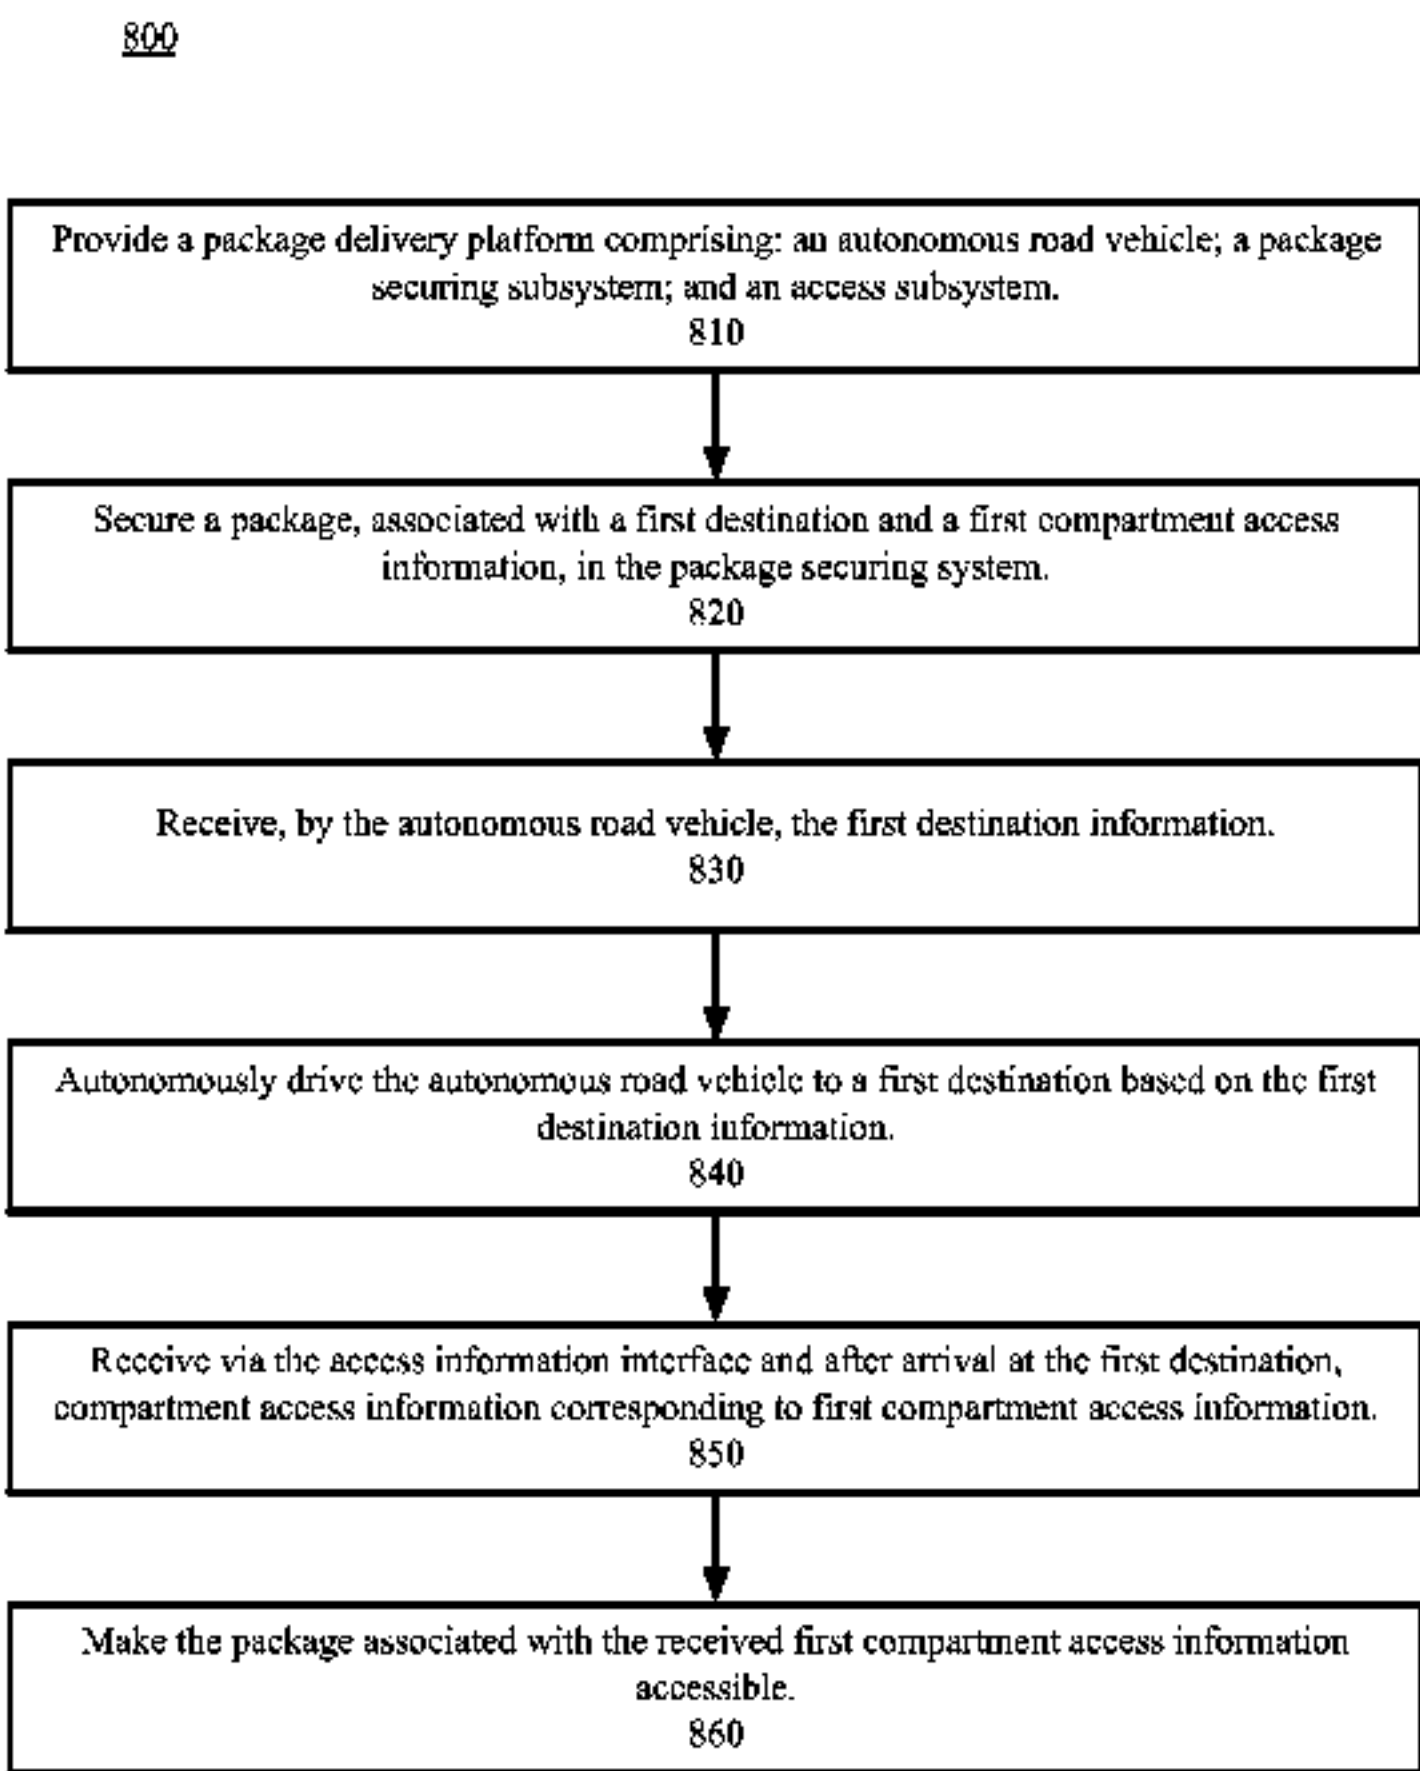 800
Provide a package delivery platform comprising: an autonomous road vehicle; a package
securing subsystem; and an access subsystem.
810
Secure a package, associated with a first destination and a first compartment access
information, in the package securing system.
820
Receive, by the autonomous road vehicle, the first destination information.
830
Autonomously drive the autonomous road vehicle to a first destination based on the first
destination information.
840
Receive via the access information interface and after arrival at the first destination,
compartment access information corresponding to first compartment access information.
850
Make the package associated with the received first compartment access information
accessible.
860